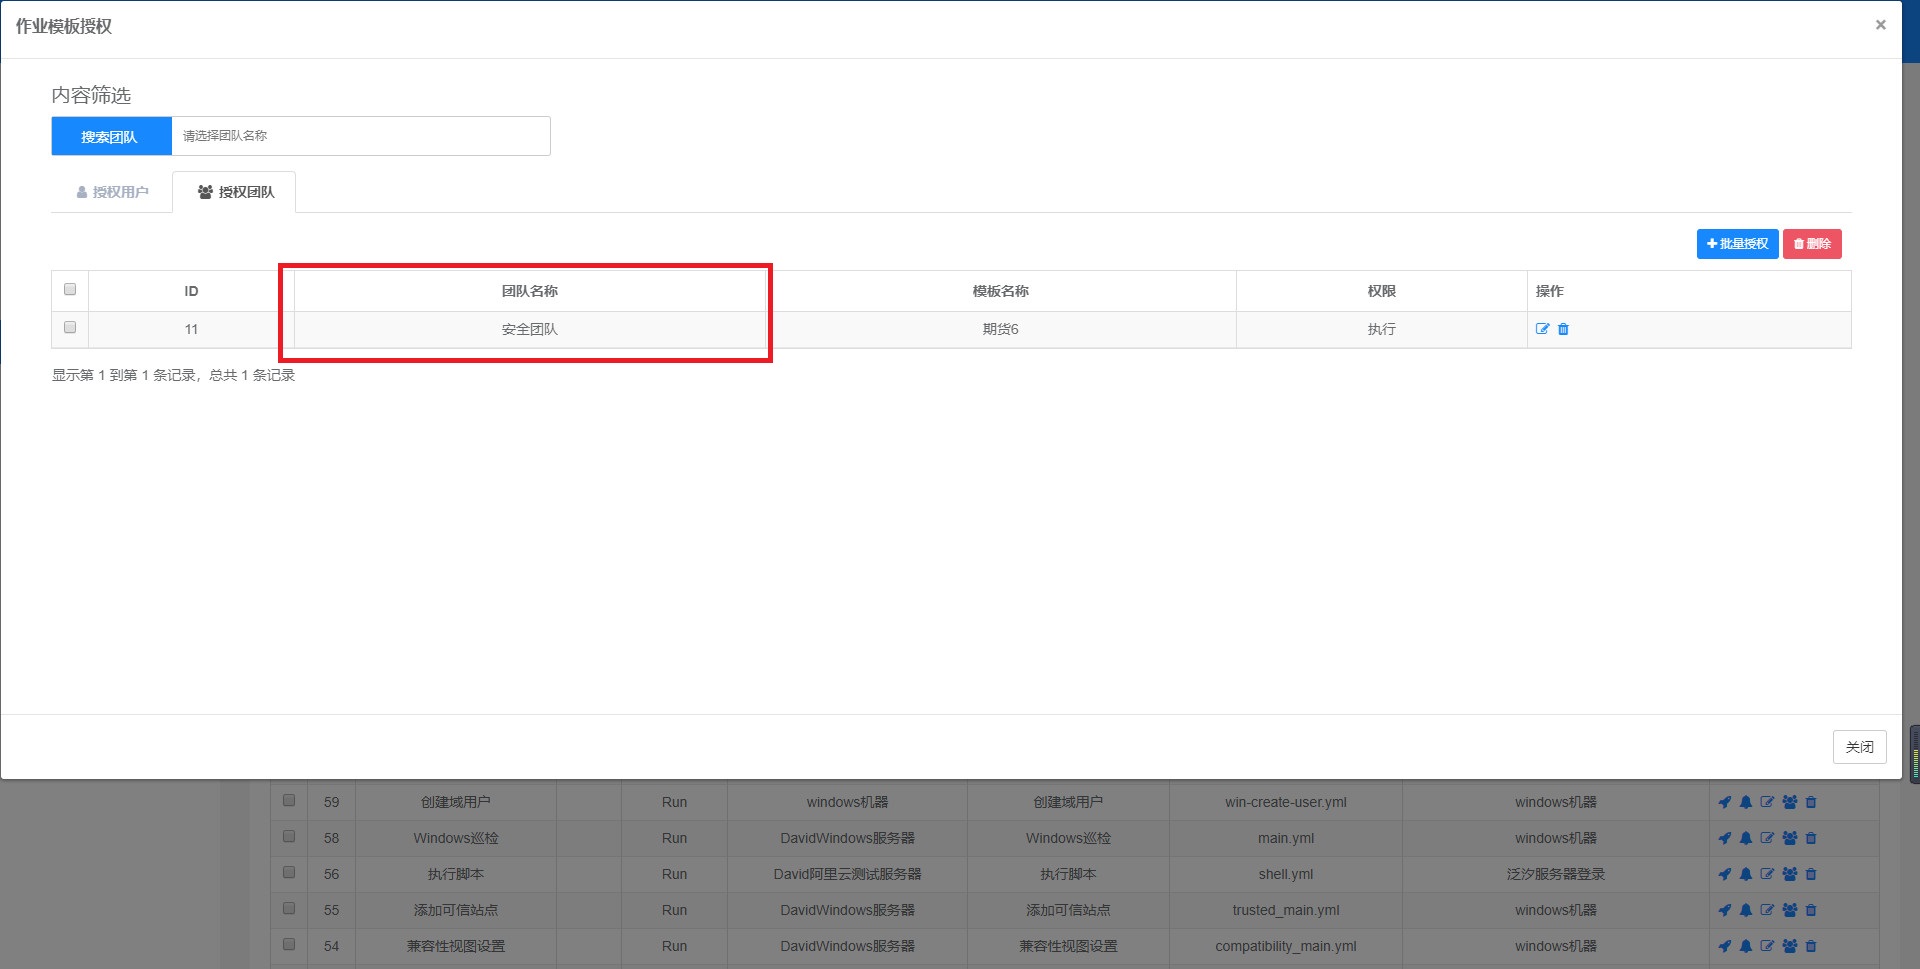 作业模板授权
×
内容筛选
搜索团队 请选择团队名称
授权用户 授权团队
批量授权 删除
ID 团队名称 模板名称 权限 操作
11 安全团队 期货6 执行
显示第 1 到第 1 条记录，总共 1 条记录
关闭
59 创建域用户 Run windows机器 创建域用户 win-create-user.yml windows机器
58 Windows巡检 Run DavidWindows服务器 Windows巡检 main.yml windows机器
56 执行脚本 Run David阿里云测试服务器 执行脚本 shell.yml 泛汐服务器登录
55 添加可信站点 Run DavidWindows服务器 添加可信站点 trusted_main.yml windows机器
54 兼容性视图设置 Run DavidWindows服务器 兼容性视图设置 compatibility_main.yml windows机器